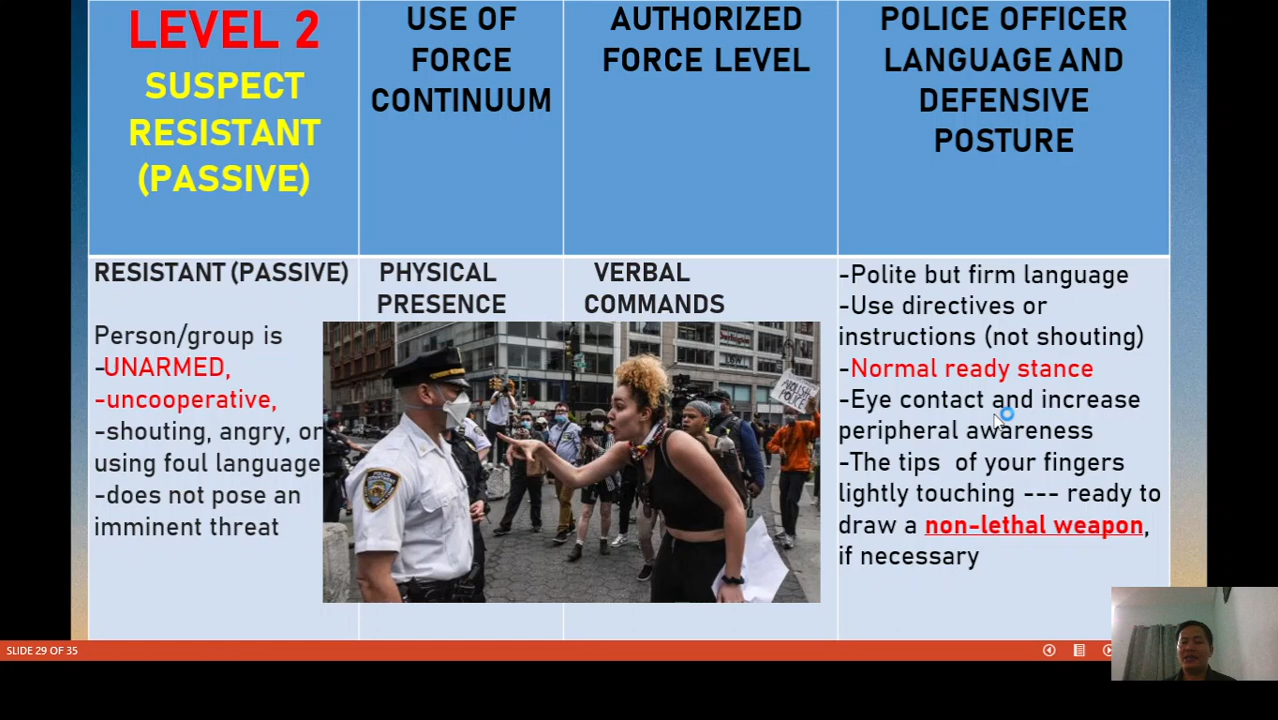 LEVEL 2
SUSPECT
RESISTANT
(PASSIVE)
USE OF
FORCE
CONTINUUM
AUTHORIZED
FORCE LEVEL
POLICE OFFICER
LANGUAGE AND
DEFENSIVE
POSTURE
RESISTANT (PASSIVE)
Person/group is
-UNARMED,
-uncooperative,
-shouting, angry, or
using foul language
-does not pose an
imminent threat
PHYSICAL
PRESENCE
VERBAL
COMMANDS
ABOLISH
POLICE
-Polite but firm language
-Use directives or
instructions (not shouting)
-Normal ready stance
-Eye contact and increase
peripheral awareness
-The tips of your fingers
lightly touching --- ready to
draw a non-lethal weapon,
if necessary
SLIDE 29 OF 35